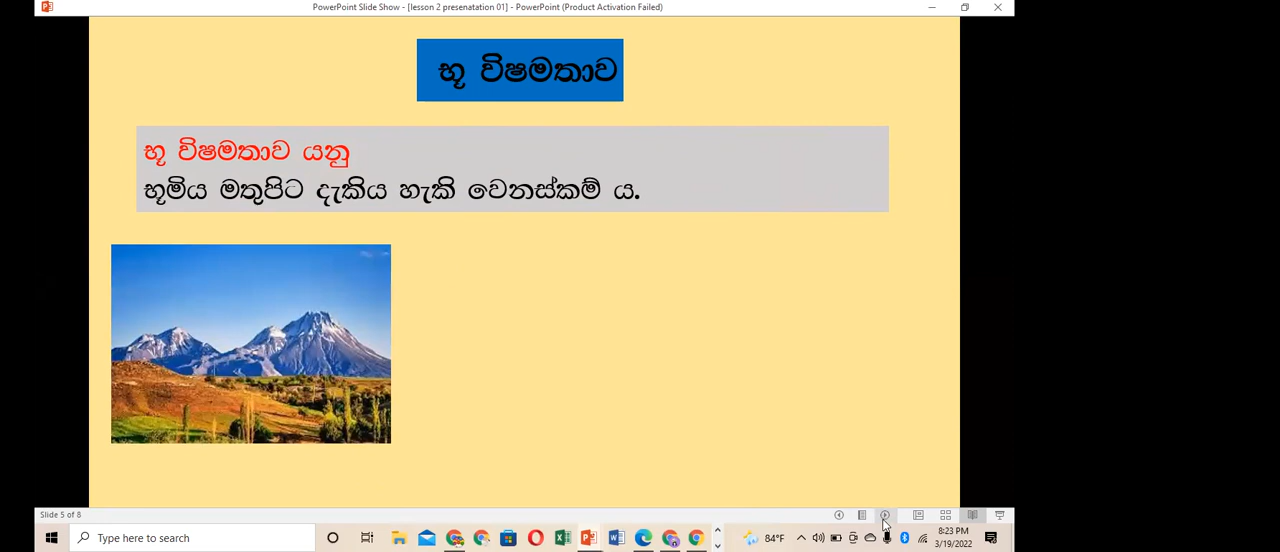 PowerPoint Slide Show - [lesson 2 presenatation 01] - PowerPoint (Product Activation Failed)
භූ විෂමතාව
භූ විෂමතාව යනු
භූමිය මතුපිට දැකිය හැකි වෙනස්කම් ය.
Slide 5 of 8
Type here to search
84°F
8:23 PM
3/19/2022